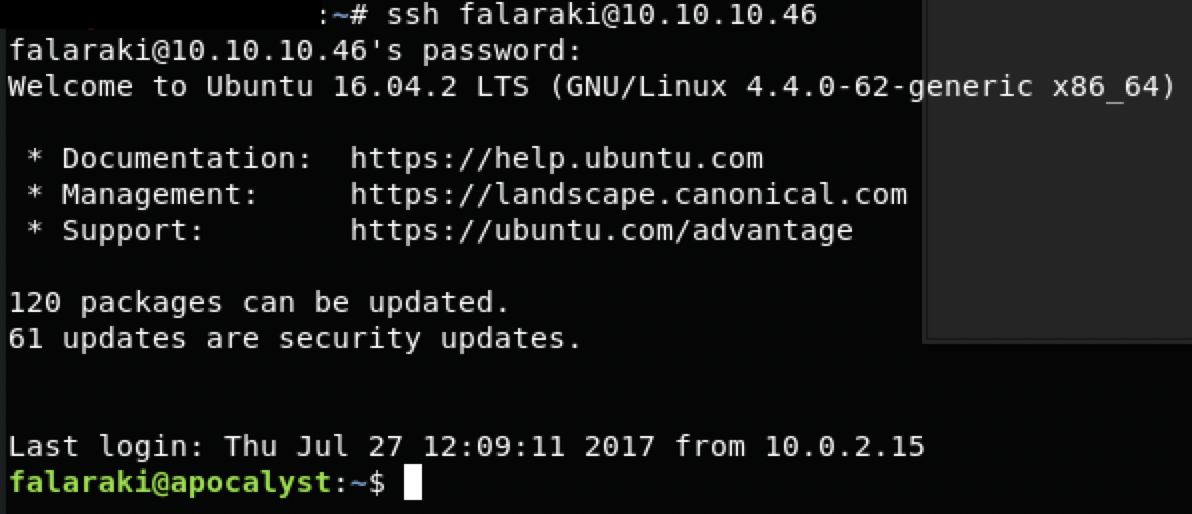 :~# ssh falaraki@10.10.10.46
falaraki@10.10.10.46's password:
Welcome to Ubuntu 16.04.2 LTS (GNU/Linux 4.4.0-62-generic x86_64)
* Documentation:  https://help.ubuntu.com
* Management:     https://landscape.canonical.com
* Support:        https://ubuntu.com/advantage
120 packages can be updated.
61 updates are security updates.
Last login: Thu Jul 27 12:09:11 2017 from 10.0.2.15
falaraki@apocalyst:~$